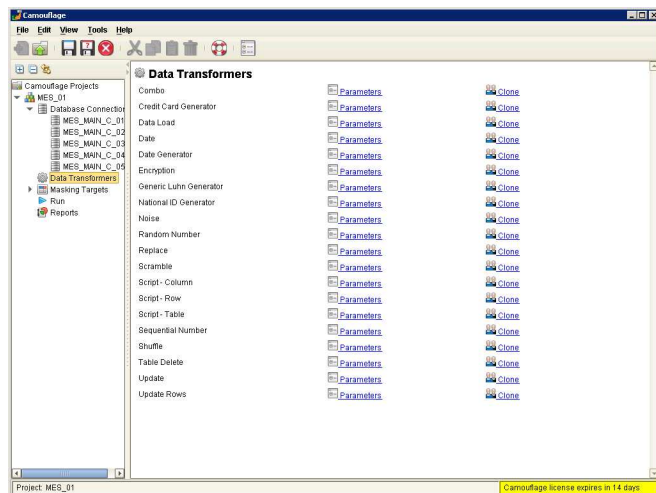 Camouflage
File Edit View Tools Help
Camouflage Projects
MES_01
Database Connection
MES_MAIN_C_01
MES_MAIN_C_02
MES_MAIN_C_03
MES_MAIN_C_04
MES_MAIN_C_05
Data Transformers
Masking Targets
Run
Reports
Data Transformers
Combo Parameters Clone
Credit Card Generator Parameters Clone
Data Load Parameters Clone
Date Parameters Clone
Date Generator Parameters Clone
Encryption Parameters Clone
Generic Luhn Generator Parameters Clone
National ID Generator Parameters Clone
Noise Parameters Clone
Random Number Parameters Clone
Replace Parameters Clone
Scramble Parameters Clone
Script - Column Parameters Clone
Script - Row Parameters Clone
Script - Table Parameters Clone
Sequential Number Parameters Clone
Shuffle Parameters Clone
Table Delete Parameters Clone
Update Parameters Clone
Update Rows Parameters Clone
Project: MES_01
Camouflage license expires in 14 days